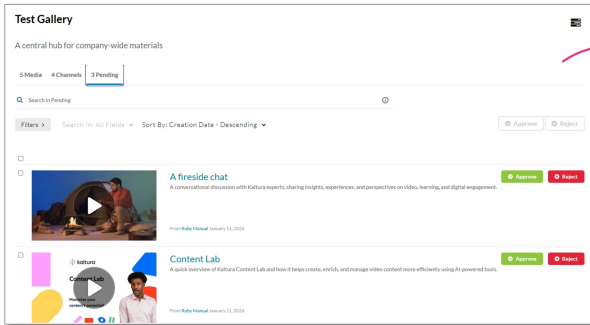 Test Gallery
A central hub for company-wide materials
5 Media 4 Channels 3 Pending
Search in Pending
Filters Search In: All Fields Sort By: Creation Date - Descending Approve Reject
A fireside chat Approve Reject
A conversational discussion with Kaltura experts, sharing insights, experiences, and perspectives on video, learning, and digital engagement.
From Ruby Manual January 11, 2026
kaltura
Content Lab
Maximize your
content's potential
Content Lab Approve Reject
A quick overview of Kaltura Content Lab and how it helps create, enrich, and manage video content more efficiently using AI-powered tools.
From Ruby Manual January 11, 2026